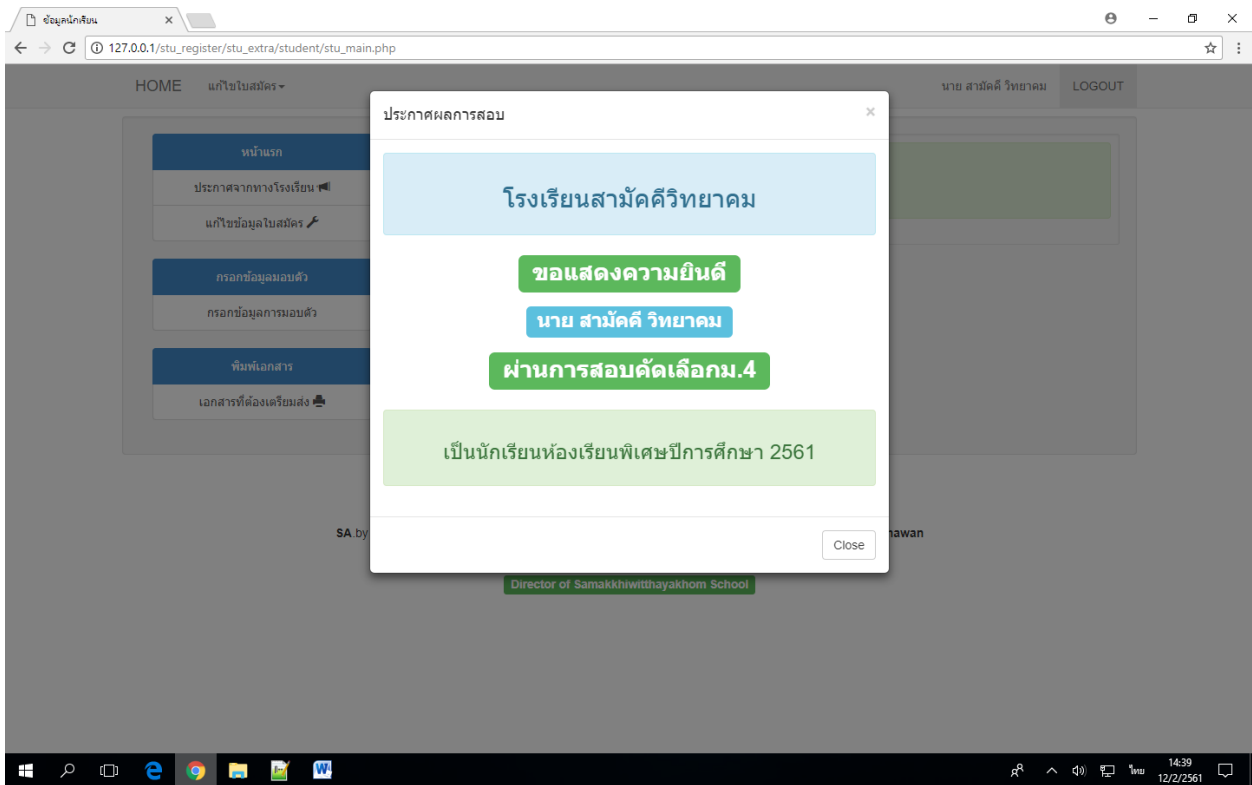 ข้อมูลนักเรียน
127.0.0.1/stu_register/stu_extra/student/stu_main.php
HOME แก้ไขใบสมัคร นาย สามัคคี วิทยาคม LOGOUT
ประกาศผลการสอบ ×
หน้าแรก
ประกาศจากทางโรงเรียน
แก้ไขข้อมูลใบสมัคร
กรอกข้อมูลมอบตัว
กรอกข้อมูลการมอบตัว
พิมพ์เอกสาร
เอกสารที่ต้องเตรียมส่ง
โรงเรียนสามัคคีวิทยาคม
ขอแสดงความยินดี
นาย สามัคคี วิทยาคม
ผ่านการสอบคัดเลือกม.4
เป็นนักเรียนห้องเรียนพิเศษปีการศึกษา 2561
Close
SA.by nawan
Director of Samakkhiwitthayakhom School
ไทย
14:39
12/2/2561